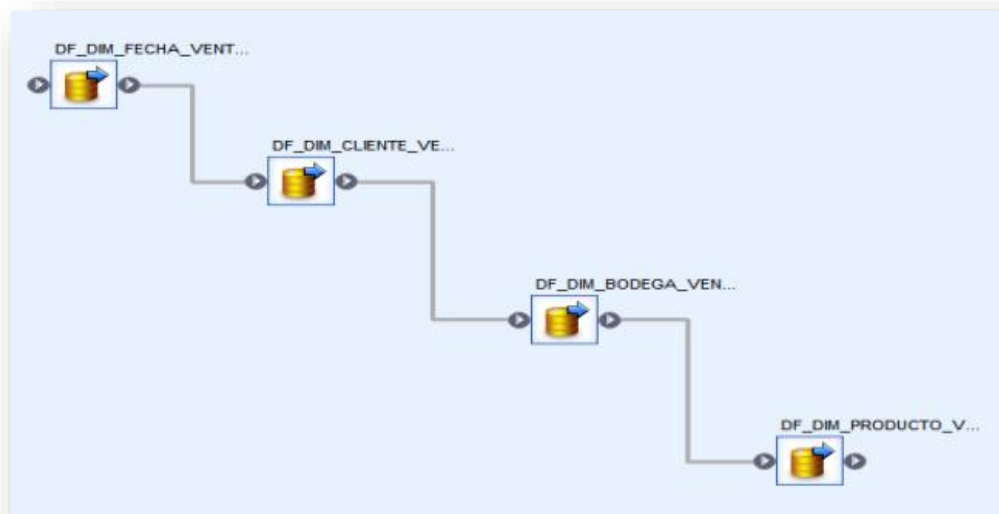 DF_DIM_FECHA_VENT...
DF_DIM_CLIENTE_VE...
DF_DIM_BODEGA_VEN...
DF_DIM_PRODUCTO_V...